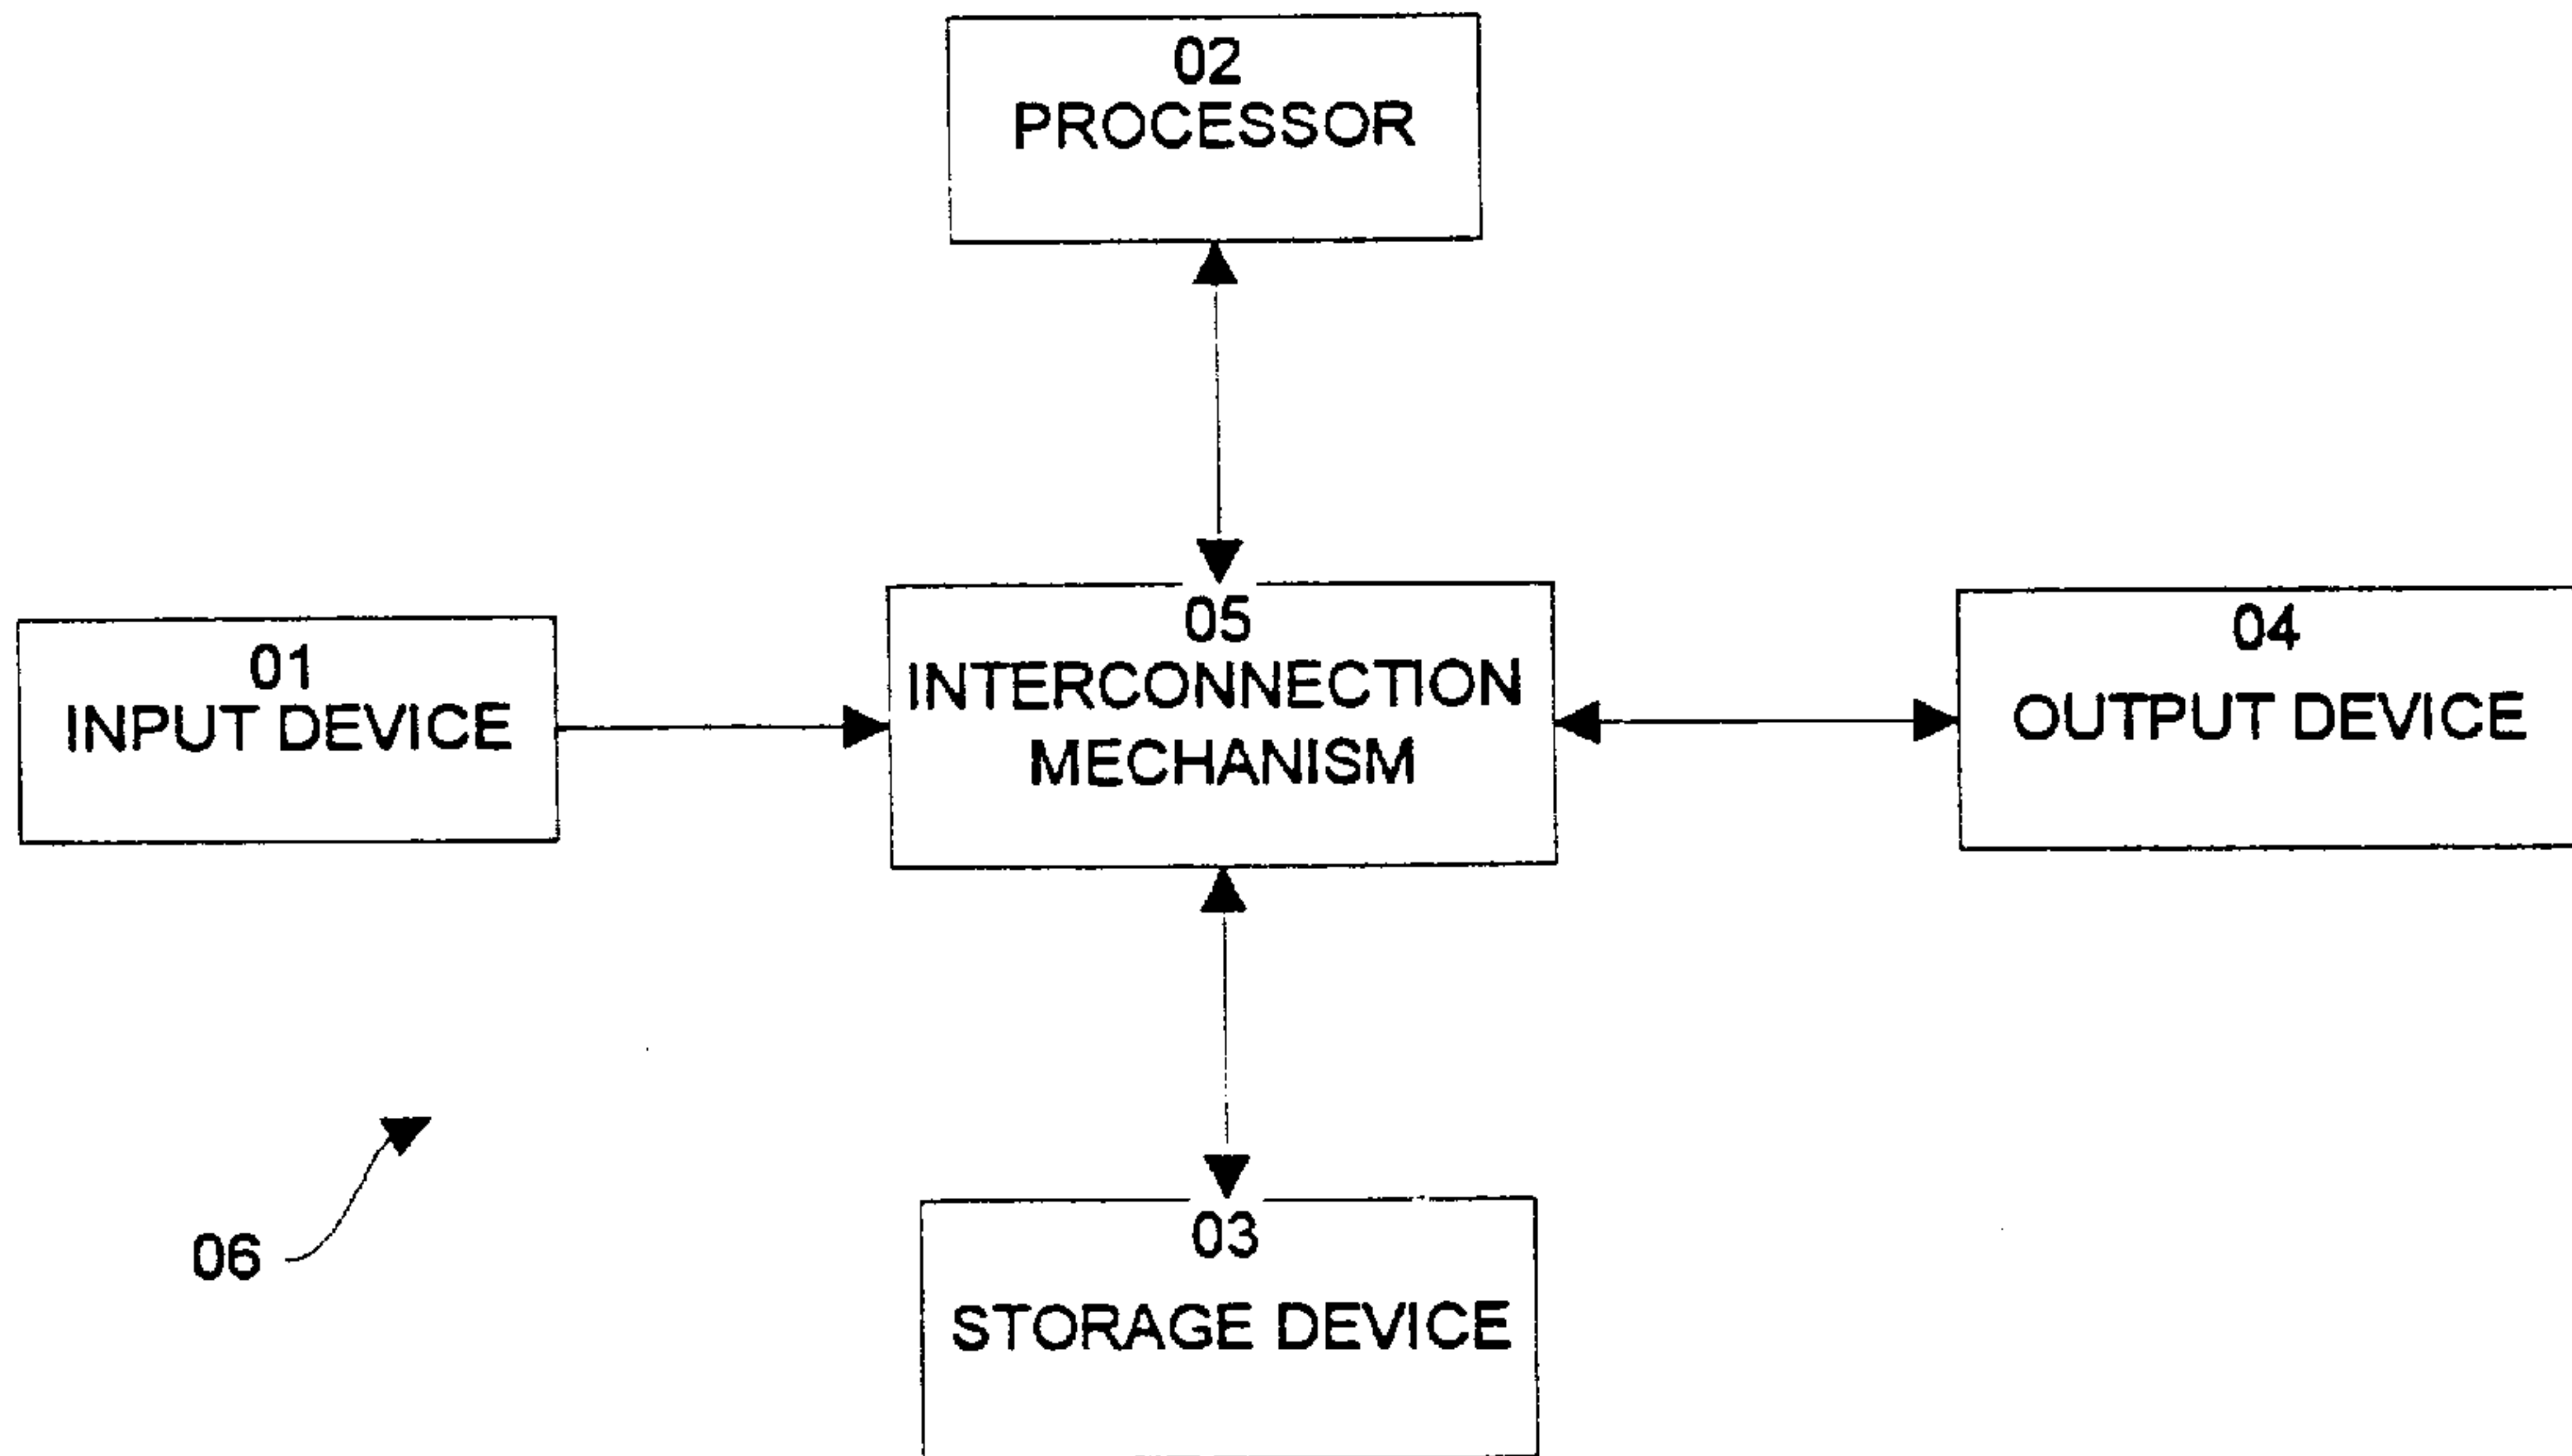 02
PROCESSOR
01
INPUT DEVICE
05
INTERCONNECTION
MECHANISM
04
OUTPUT DEVICE
06
03
STORAGE DEVICE